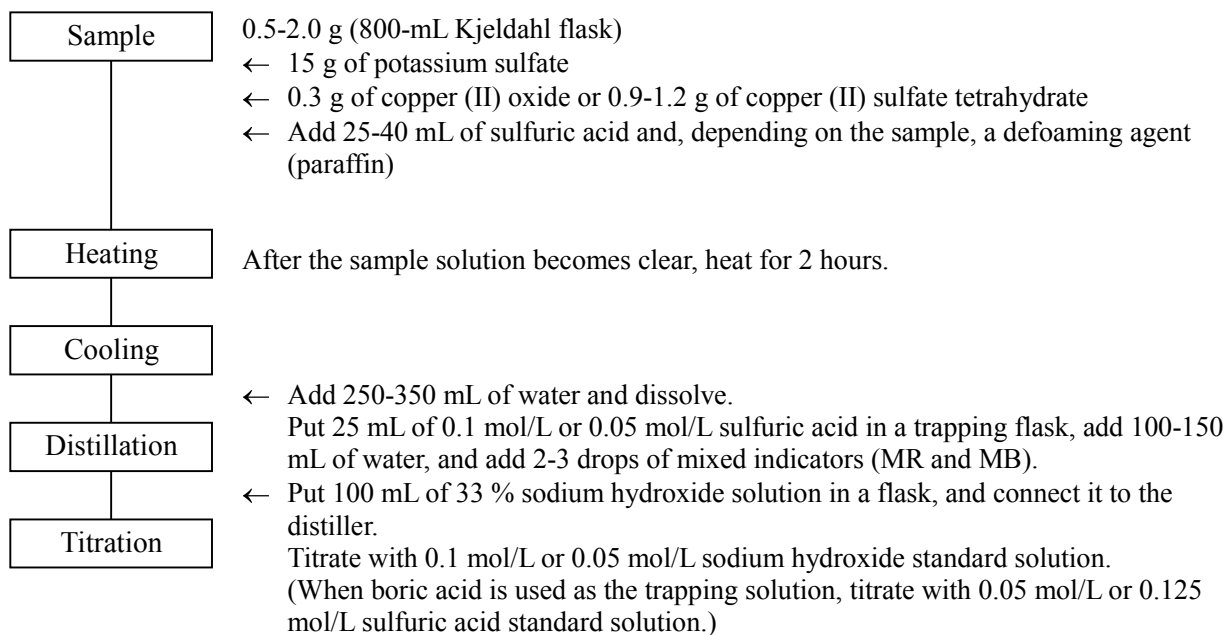 Sample
0.5-2.0 g (800-mL Kjeldahl flask)
← 15 g of potassium sulfate
← 0.3 g of copper (II) oxide or 0.9-1.2 g of copper (II) sulfate tetrahydrate
← Add 25-40 mL of sulfuric acid and, depending on the sample, a defoaming agent
(paraffin)
Heating
After the sample solution becomes clear, heat for 2 hours.
Cooling
← Add 250-350 mL of water and dissolve.
Put 25 mL of 0.1 mol/L or 0.05 mol/L sulfuric acid in a trapping flask, add 100-150
Distillation
mL of water, and add 2-3 drops of mixed indicators (MR and MB).
← Put 100 mL of 33 % sodium hydroxide solution in a flask, and connect it to the
distiller.
Titration
Titrate with 0.1 mol/L or 0.05 mol/L sodium hydroxide standard solution.
(When boric acid is used as the trapping solution, titrate with 0.05 mol/L or 0.125
mol/L sulfuric acid standard solution.)